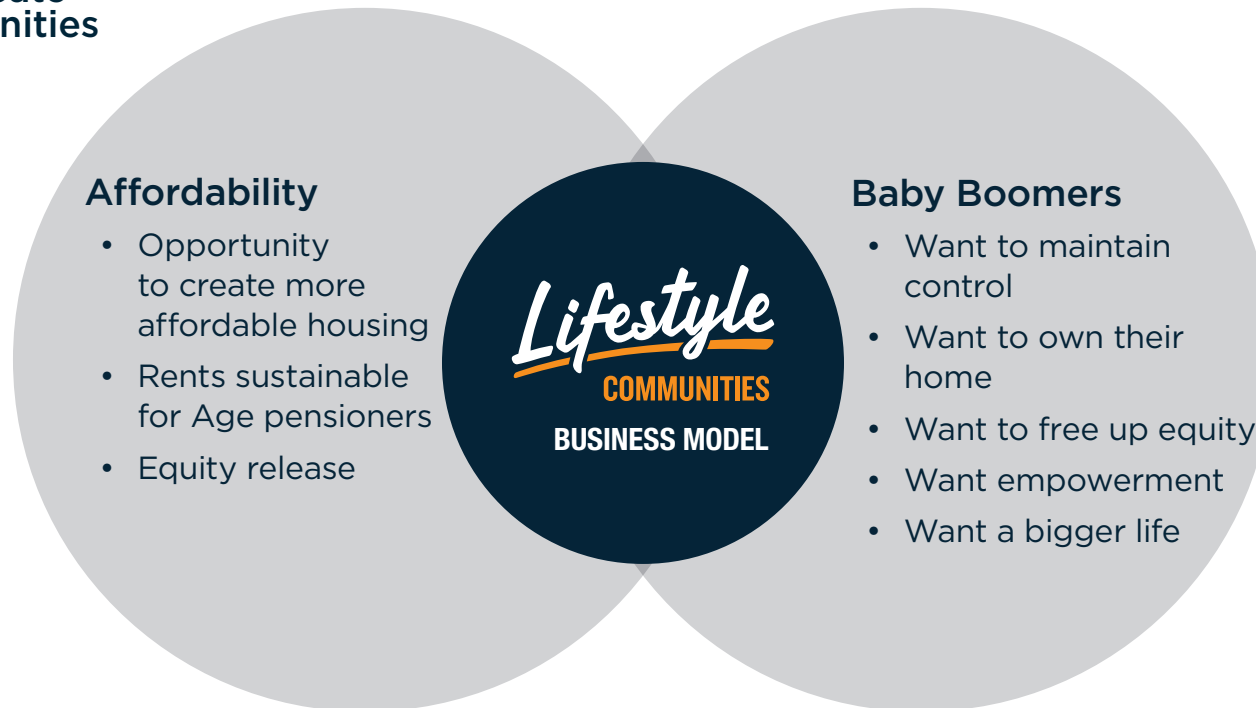 nities
Affordability
• Opportunity
to create more
affordable housing
• Rents sustainable
for Age pensioners
• Equity release
Lifestyle
COMMUNITIES
BUSINESS MODEL
Baby Boomers
• Want to maintain
control
• Want to own their
home
• Want to free up equity
• Want empowerment
• Want a bigger life